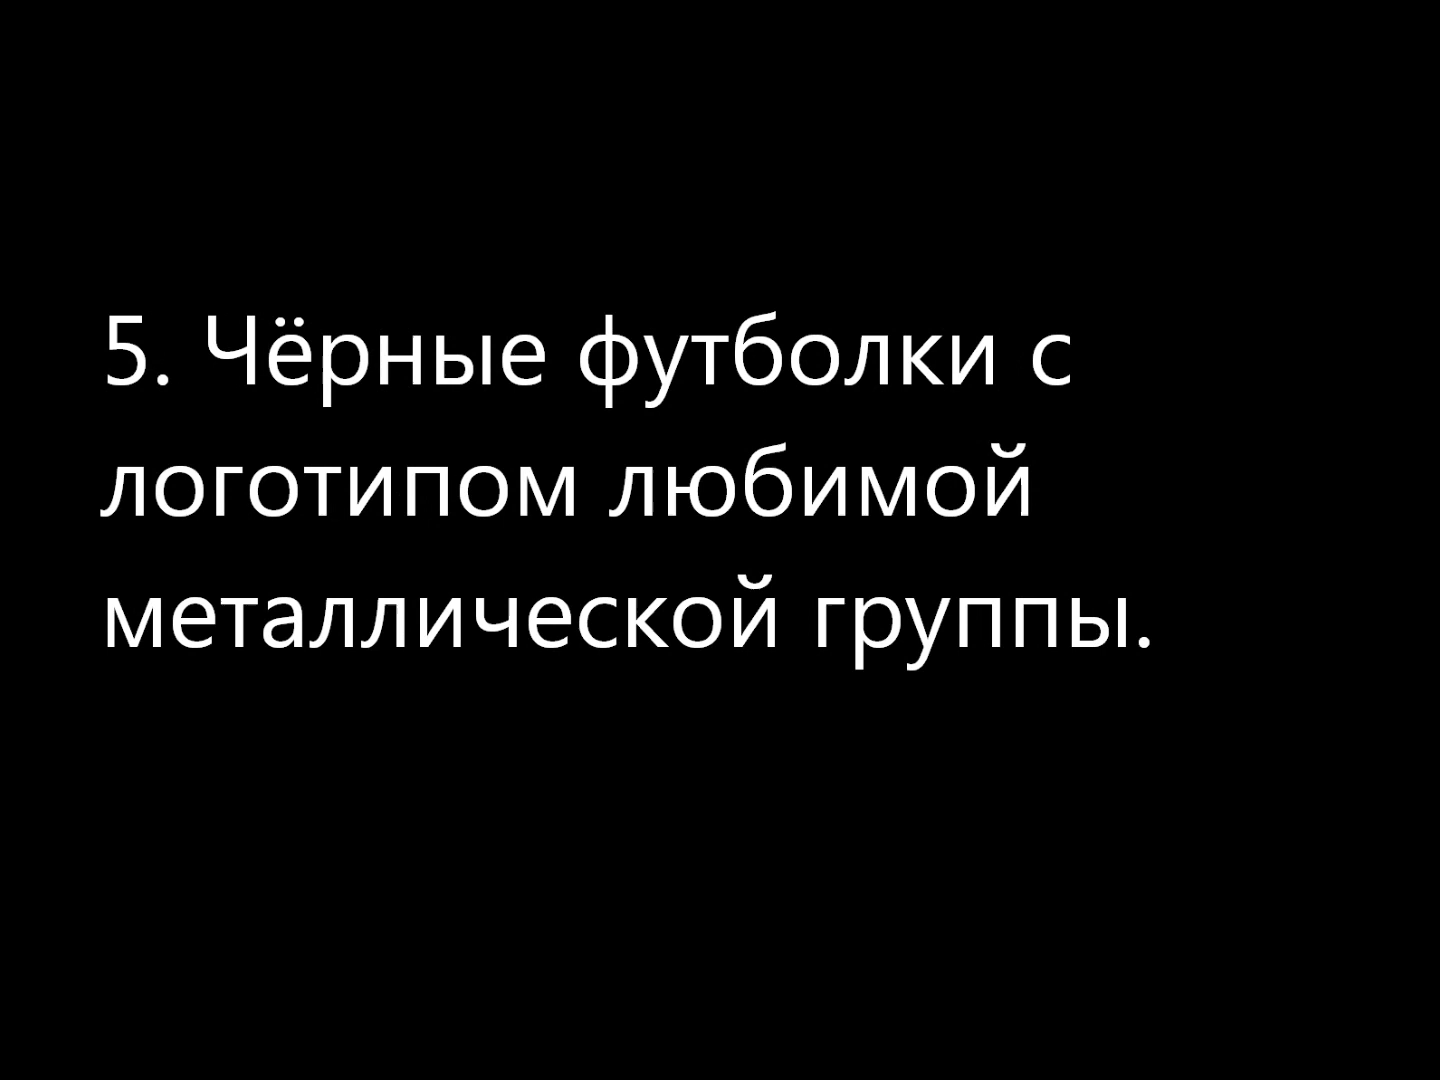 5. Чёрные футболки с
логотипом любимой
металлической группы.